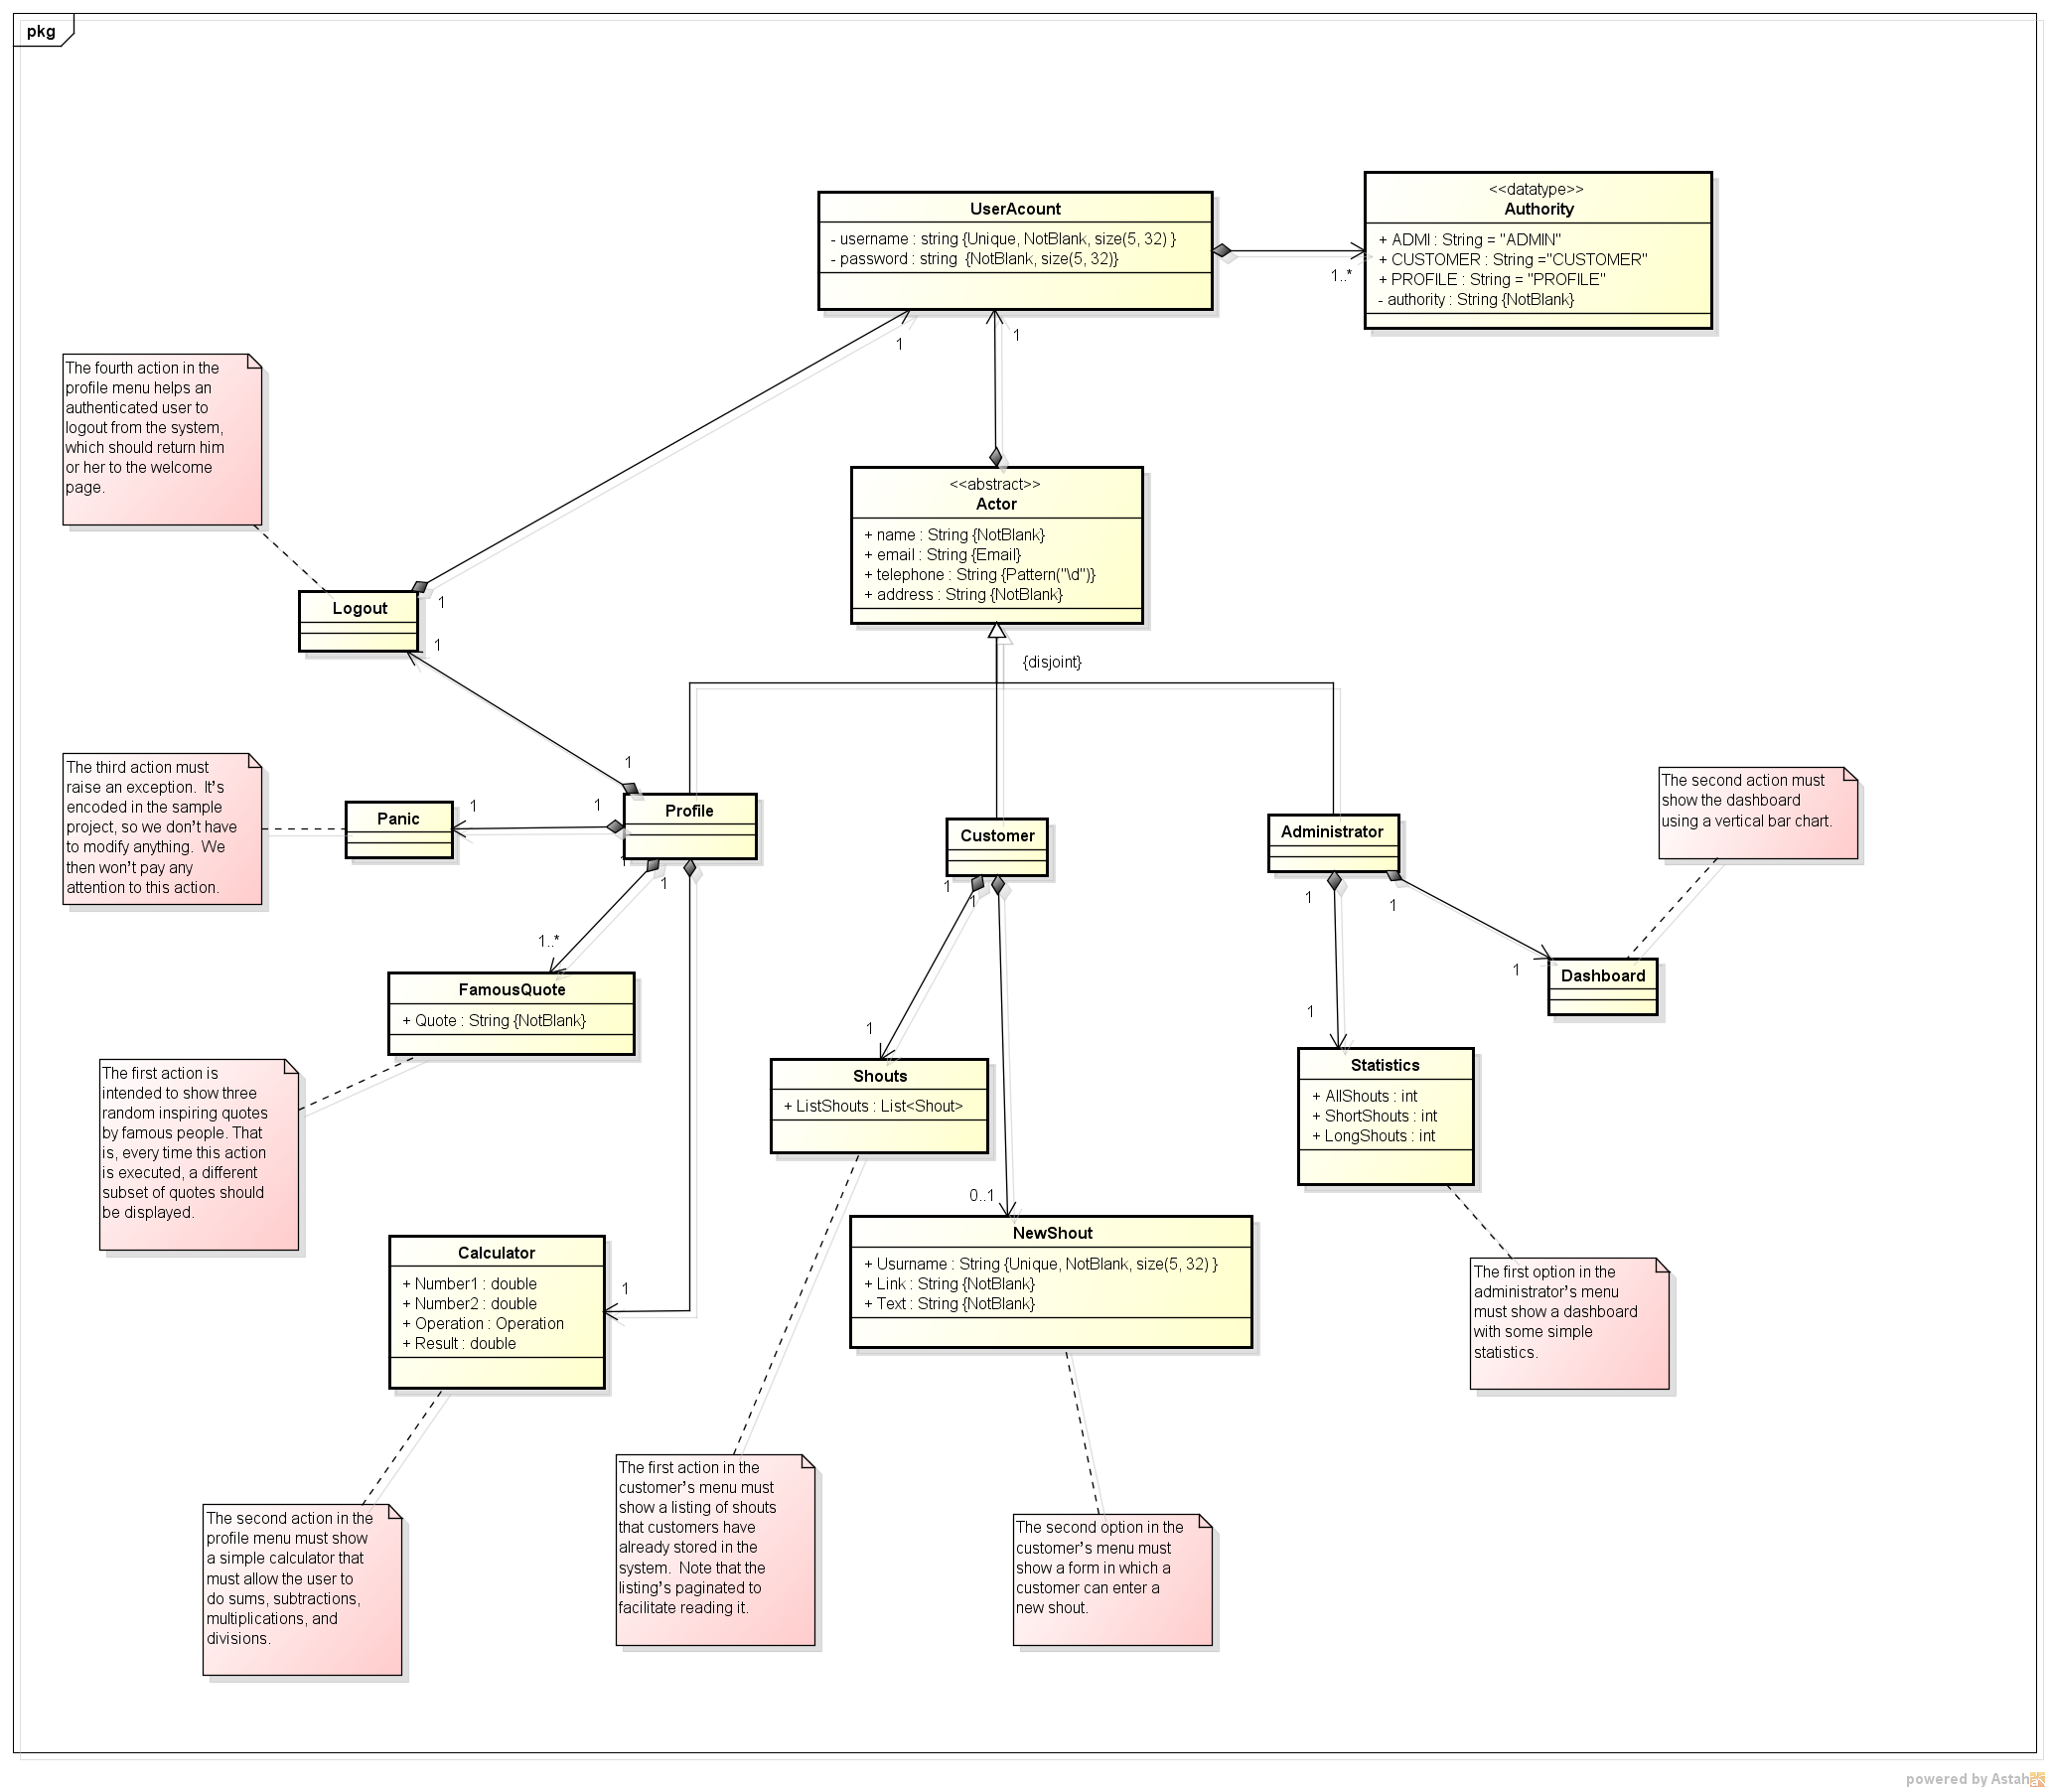 pkg
UserAcount
- username : string {Unique, NotBlank, size(5, 32) }
- password : string  {NotBlank, size(5, 32)}
<<datatype>>
Authority
+ ADMI : String = "ADMIN"
+ CUSTOMER : String ="CUSTOMER"
+ PROFILE : String = "PROFILE"
- authority : String {NotBlank}
1..*
1
1
The fourth action in the
profile menu helps an
authenticated user to
logout from the system,
which should return him
or her to the welcome
page.
<<abstract>>
Actor
+ name : String {NotBlank}
+ email : String {Email}
+ telephone : String {Pattern("\d")}
+ address : String {NotBlank}
Logout
1
1
{disjoint}
1
The third action must
raise an exception.  It's
encoded in the sample
project, so we don't have
to modify anything.  We
then won't pay any
attention to this action.
Panic
1
1
Profile
1
1
Customer
1
1
Administrator
1
1
The second action must
show the dashboard
using a vertical bar chart.
1..*
FamousQuote
+ Quote : String {NotBlank}
1
Dashboard
1
1
Shouts
+ ListShouts : List<Shout>
Statistics
+ AllShouts : int
+ ShortShouts : int
+ LongShouts : int
The first action is
intended to show three
random inspiring quotes
by famous people. That
is, every time this action
is executed, a different
subset of quotes should
be displayed.
0..1
NewShout
+ Usurname : String {Unique, NotBlank, size(5, 32) }
+ Link : String {NotBlank}
+ Text : String {NotBlank}
Calculator
+ Number1 : double
+ Number2 : double
+ Operation : Operation
+ Result : double
1
The first option in the
administrator's menu
must show a dashboard
with some simple
statistics.
The first action in the
customer's menu must
show a listing of shouts
that customers have
already stored in the
system.  Note that the
listing's paginated to
facilitate reading it.
The second action in the
profile menu must show
a simple calculator that
must allow the user to
do sums, subtractions,
multiplications, and
divisions.
The second option in the
customer's menu must
show a form in which a
customer can enter a
new shout.
powered by Astah